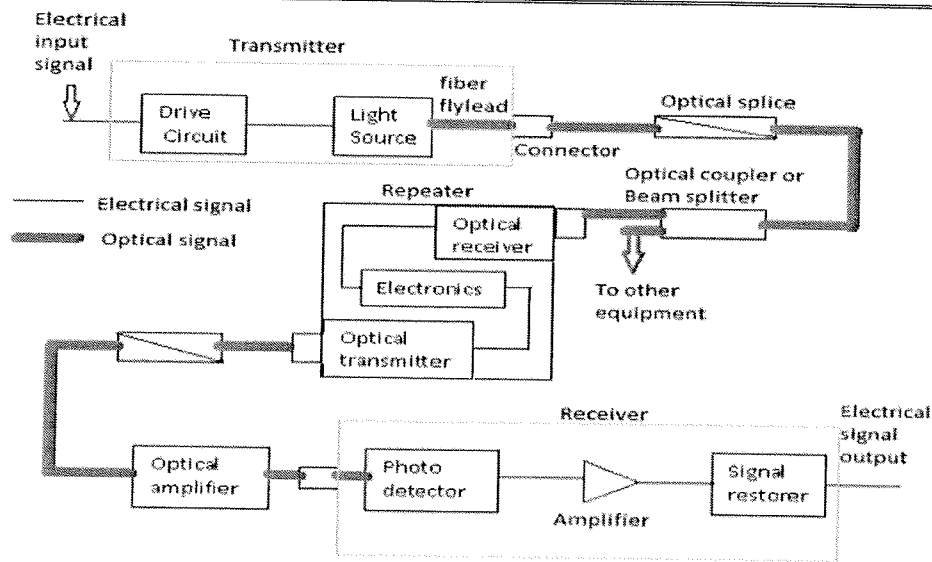 Electrical
input
signal
Transmitter
Drive
Circuit
Light
Source
fiber
flylead
Connector
Optical splice
Optical coupler or
Beam splitter
To other
equipment
Electrical signal
Optical signal
Repeater
Optical
receiver
Electronics
Optical
transmitter
Optical
amplifier
Receiver
Photo
detector
Amplifier
Signal
restorer
Electrical
signal
output